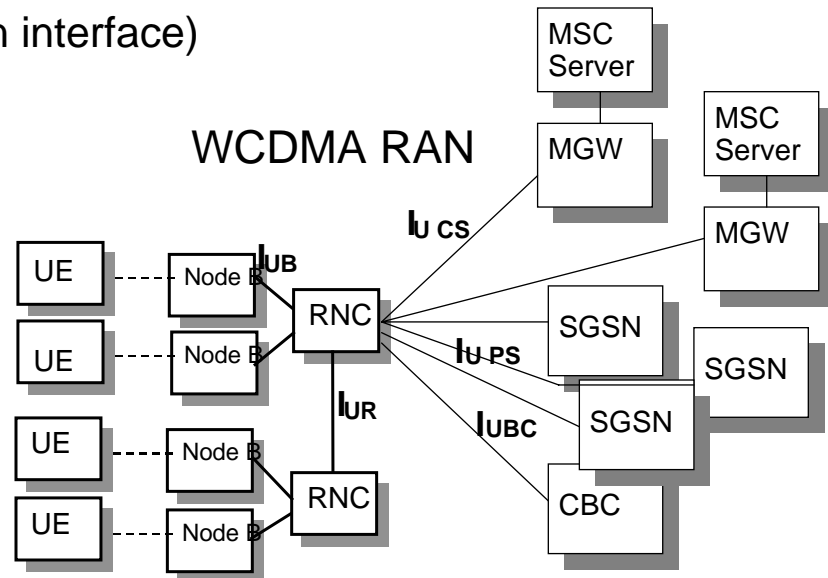 n interface)
WCDMA RAN
MSC
Server
MGW
MSC
Server
MGW
IU CS
UE
Node B
IUB
RNC
UE
Node B
SGSN
IU PS
SGSN
IUR
IUBC
SGSN
UE
Node B
RNC
CBC
UE
Node B